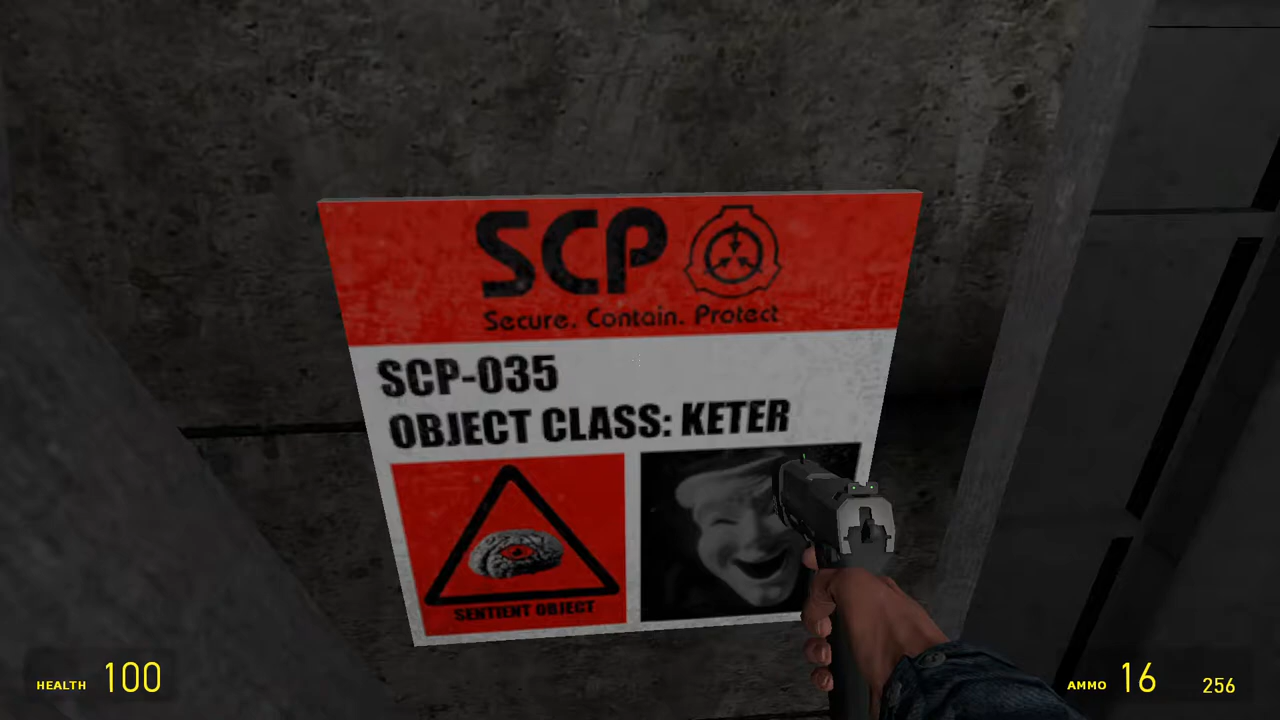 SCP
Secure. Contain. Protect
SCP-035
OBJECT CLASS: KETER
SENTIENT OBJECT
HEALTH 100
AMMO 16 256